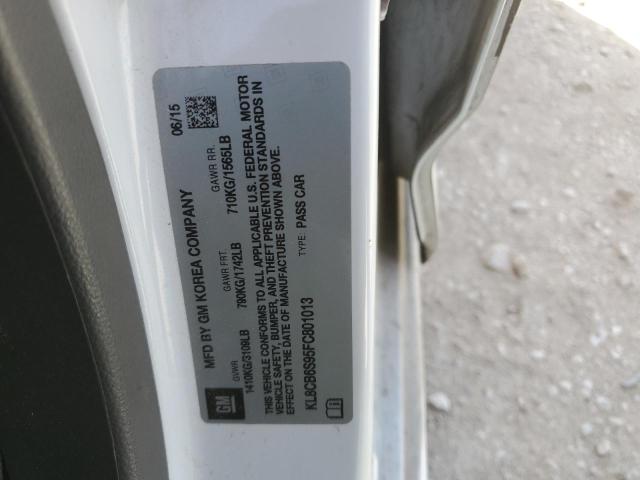 MFD BY GM KOREA COMPANY 06/15
GVWR GAWR FRT GAWR RR.
1410KG/3109LB 790KG/1742LB 710KG/1565LB
THIS VEHICLE CONFORMS TO ALL APPLICABLE U.S. FEDERAL MOTOR
VEHICLE SAFETY, BUMPER, AND THEFT PREVENTION STANDARDS IN
EFFECT ON THE DATE OF MANUFACTURE SHOWN ABOVE.
KL8CB6S95FC801013 TYPE: PASS CAR
GM